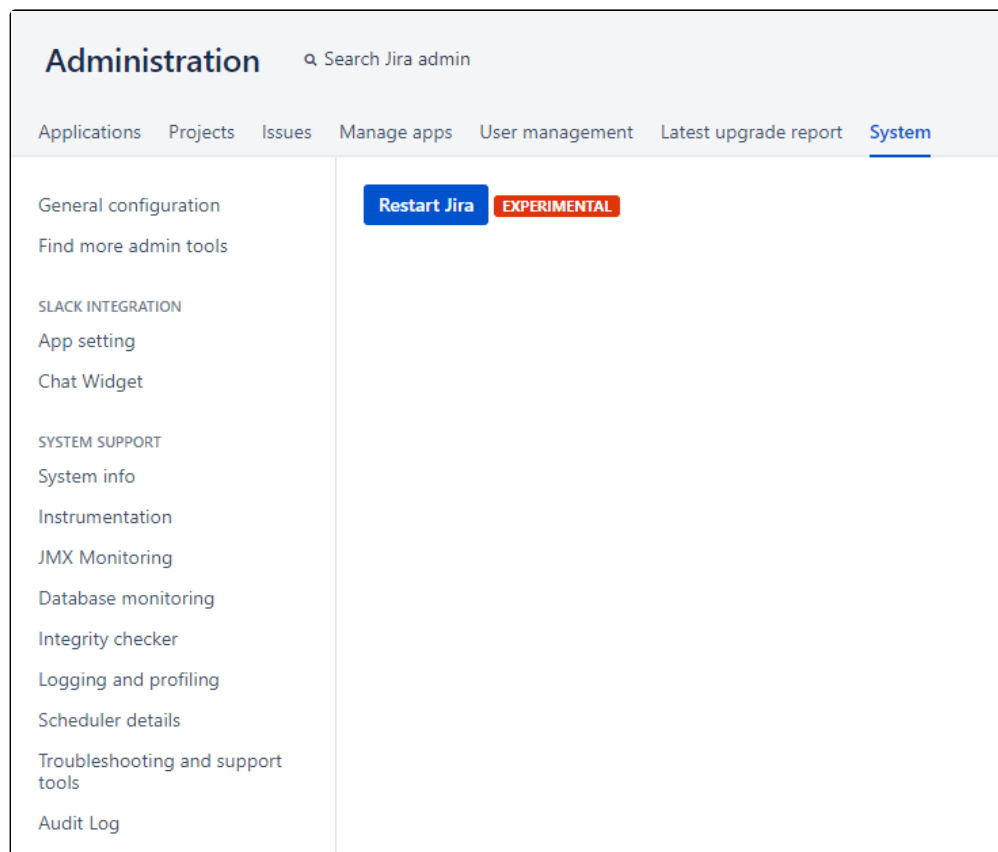 Administration
Search Jira admin
Applications Projects Issues Manage apps User management Latest upgrade report System
General configuration
Find more admin tools
SLACK INTEGRATION
App setting
Chat Widget
SYSTEM SUPPORT
System info
Instrumentation
JMX Monitoring
Database monitoring
Integrity checker
Logging and profiling
Scheduler details
Troubleshooting and support
tools
Audit Log
Restart Jira EXPERIMENTAL